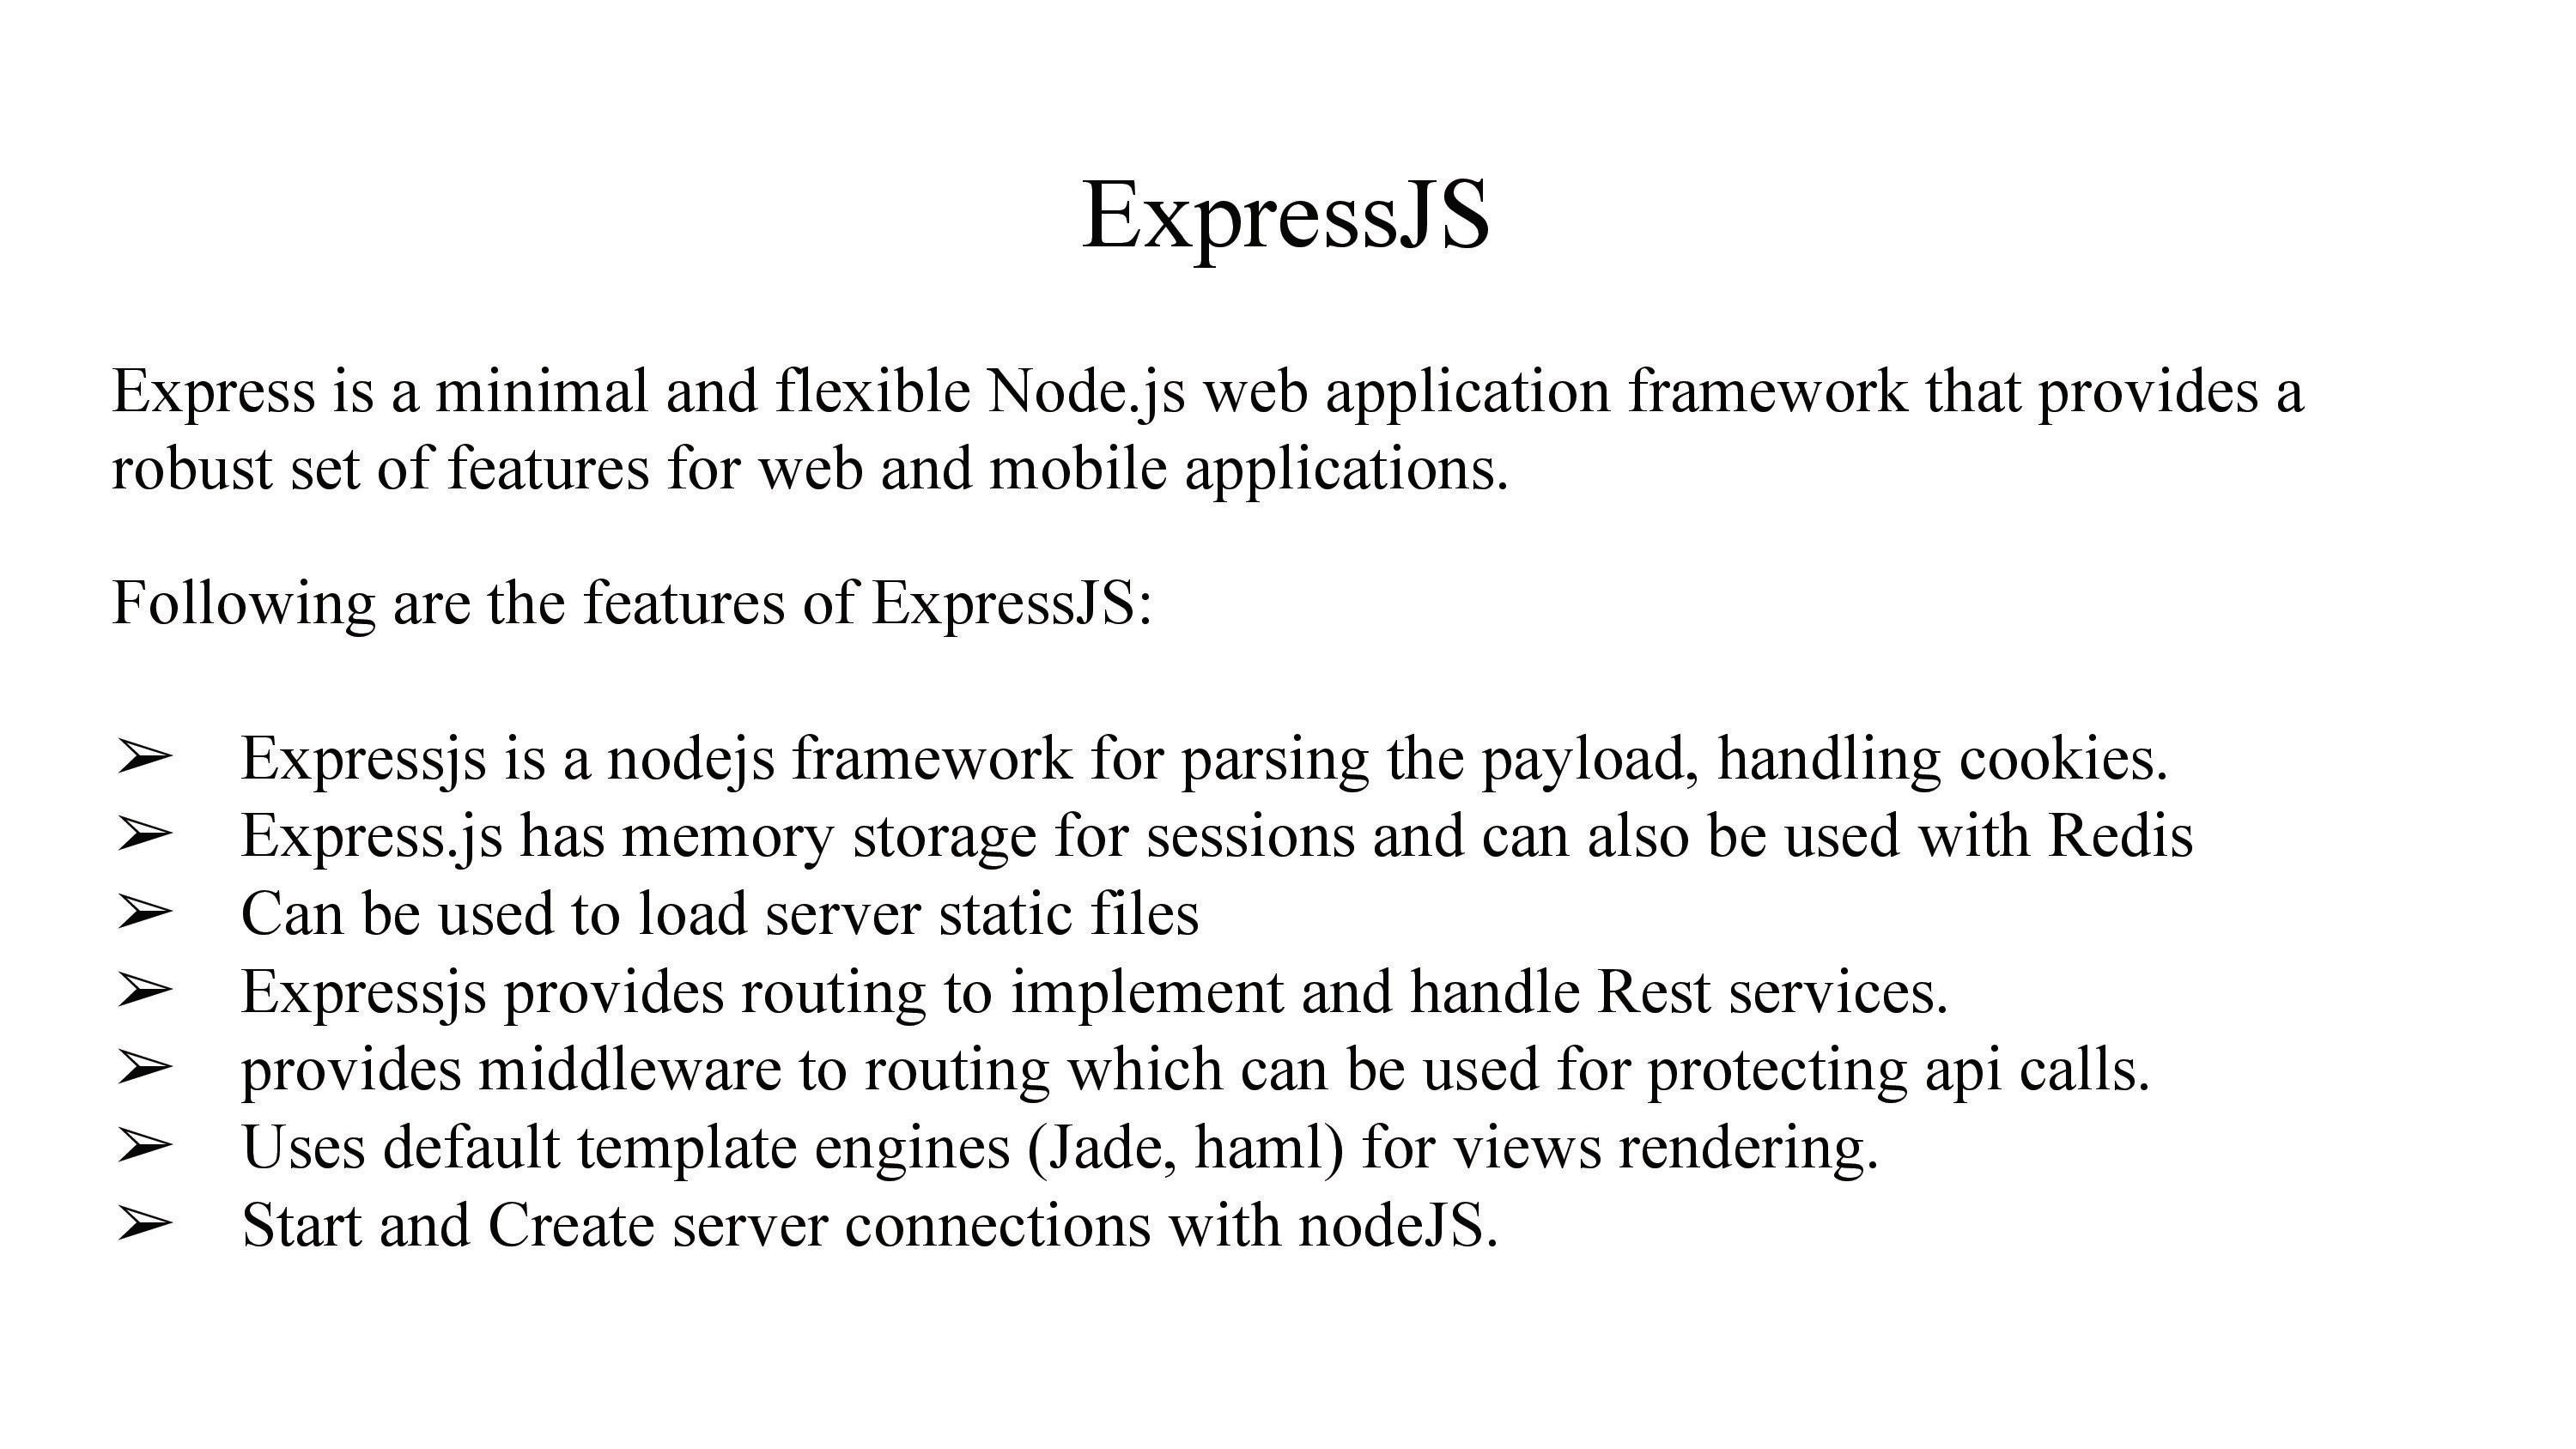 ExpressJS
Express is a minimal and flexible Node.js web application framework that provides a
robust set of features for web and mobile applications.
Following are the features of ExpressJS:
➢ Expressjs is a nodejs framework for parsing the payload, handling cookies.
➢ Express.js has memory storage for sessions and can also be used with Redis
➢ Can be used to load server static files
➢ Expressjs provides routing to implement and handle Rest services.
➢ provides middleware to routing which can be used for protecting api calls.
➢ Uses default template engines (Jade, haml) for views rendering.
➢ Start and Create server connections with nodeJS.